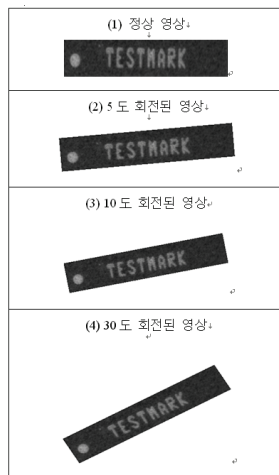 (1) 정상 영상
TESTMARK
(2) 5 도 회전된 영상
TESTMARK
(3) 10 도 회전된 영상
TESTMARK
(4) 30 도 회전된 영상
TESTMARK